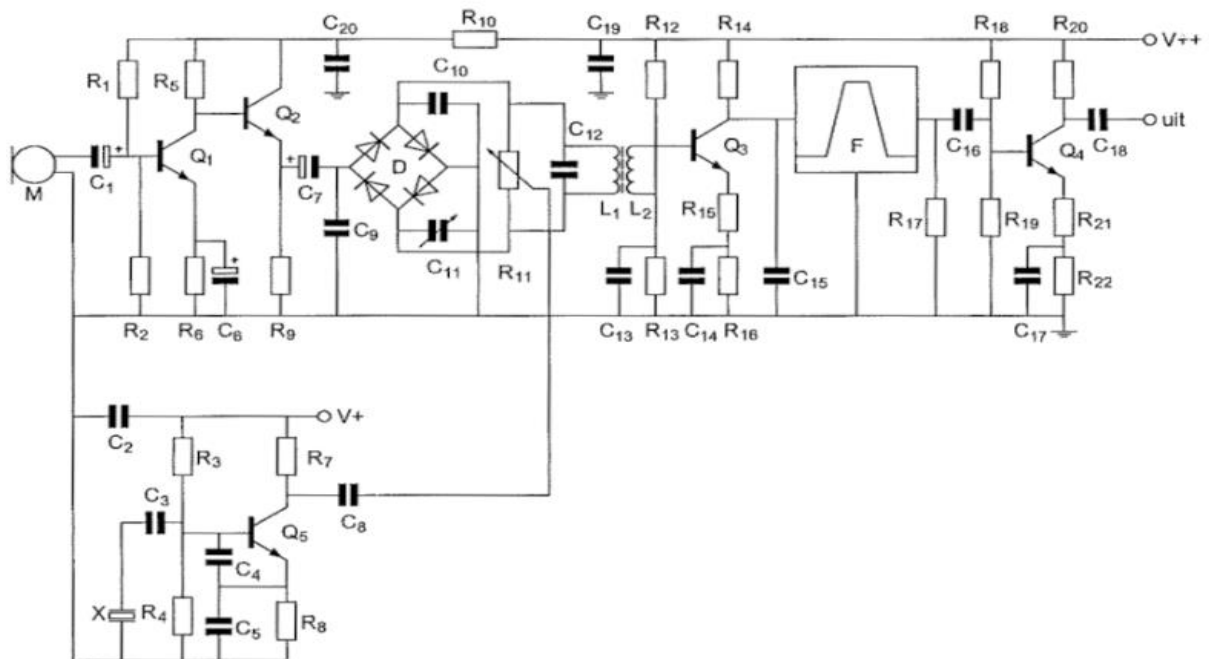 C20 R10 C19 R12 R14 R18 R20
V++
R1 R5 C10
Q2 C12 uit
Q1 D Q3 F C16 Q4 C18
M C1 C7
C9 L1 L2 R15 R17 R19 R21
C11 R11 C15 R22
R2 R6 C6 R9 C13 R13 C14 R16 C17
C2 V+
R3 R7
C3 C8
Q5
C4
X R4 C5 R8